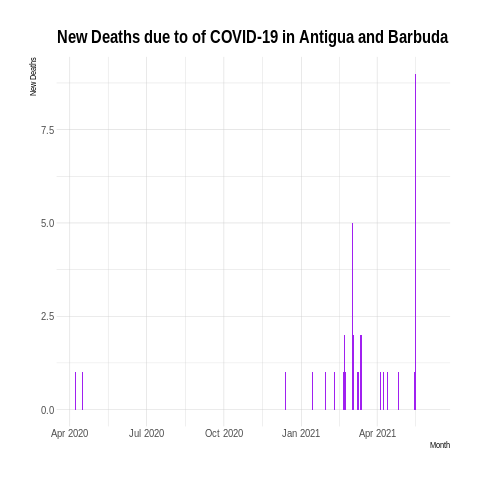 New Deaths due to of COVID-19 in Antigua and Barbuda
New Deaths
7.5
5.0
2.5
0.0
Apr 2020 Jul 2020 Oct 2020 Jan 2021 Apr 2021
Month